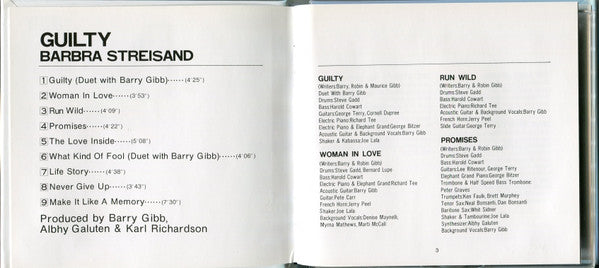 GUILTY
BARBRA STREISAND
1 Guilty (Duet with Barry Gibb)······(4'25")
2 Woman In Love······(3'53")
3 Run Wild······(4'09")
4 Promises······(4'22")
5 The Love Inside······(5'08")
6 What Kind Of Fool (Duet with Barry Gibb)······(4'06")
7 Life Story······(4'38")
8 Never Give Up······(3'43")
9 Make It Like A Memory······(7'30")
Produced by Barry Gibb,
Albhy Galuten & Karl Richardson
GUILTY
(Writers:Barry, Robin & Maurice Gibb)
Duet With Barry Gibb
Drums:Steve Gadd
Bass:Harold Cowart
Guitars:George Terry, Cornell Dupree
Electric Piano:Richard Tee
Electric Piano & Elephant Grand:George Bitzer
Acoustic Guitar & Background Vocals:Barry Gibb
Shaker & Kabassa:Joe Lala
WOMAN IN LOVE
(Writers:Barry & Robin Gibb)
Drums:Steve Gadd, Bernard Lupe
Bass:Harold Cowart
Electric Piano & Elephant Grand:Richard Tee
Acoustic Guitar:Barry Gibb
Guitar:Pete Carr
French Horn:Jerry Peel
Shaker:Joe Lala
Background Vocals:Denise Maynelli,
Myrna Mathews, Marti McCall
RUN WILD
(Writers:Barry & Robin Gibb)
Drums:Steve Gadd
Bass:Harold Cowart
Electric Piano:Richard Tee
Acoustic Guitar & Background Vocals:Barry Gibb
French Horn:Jerry Peel
Slide Guitar:George Terry
PROMISES
(Writers:Barry & Robin Gibb)
Drums:Steve Gadd
Bass:Harold Cowart
Guitars:Lee Ritenour, George Terry
Elephant Grand Piano:George Bitzer
Trombone & Half Speed Bass Trombone:
Peter Graves
Trumpets:Ken Faulk, Brett Murphey
Tenor Sax:Neal Bonsanti, Dan Bonsanti
Baritone Sax:Whit Sidner
Shaker & Tambourine:Joe Lala
Synthesizer:Albhy Galuten
Background Vocals:Barry Gibb
3